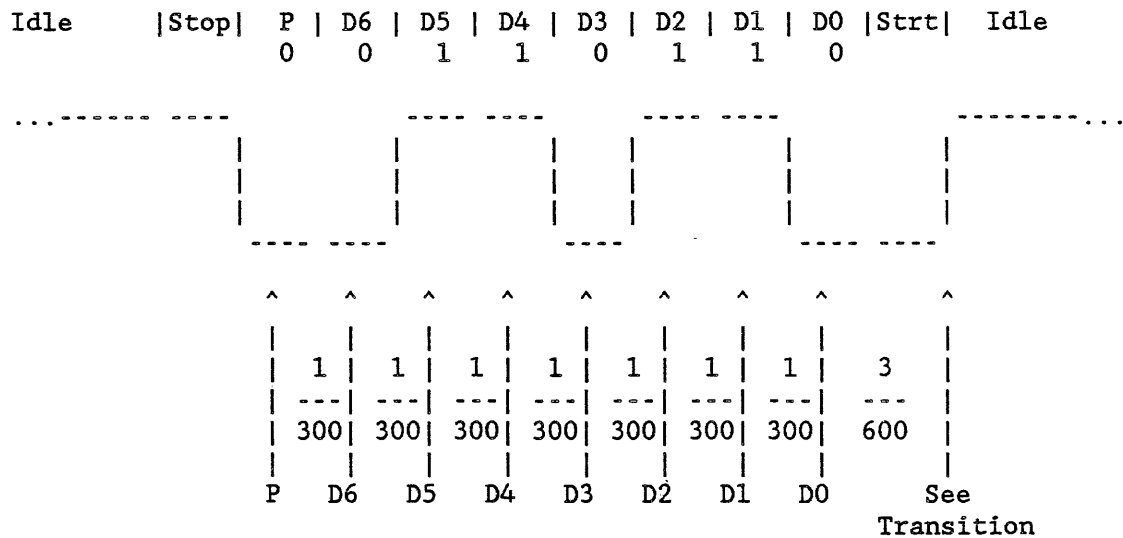 Idle |Stop| P | D6 | D5 | D4 | D3 | D2 | D1 | D0 |Strt| Idle
0 0 1 1 0 1 1 0
1 1 1 1 1 1 1 3
300 300 300 300 300 300 300 600
P D6 D5 D4 D3 D2 D1 D0 See
Transition